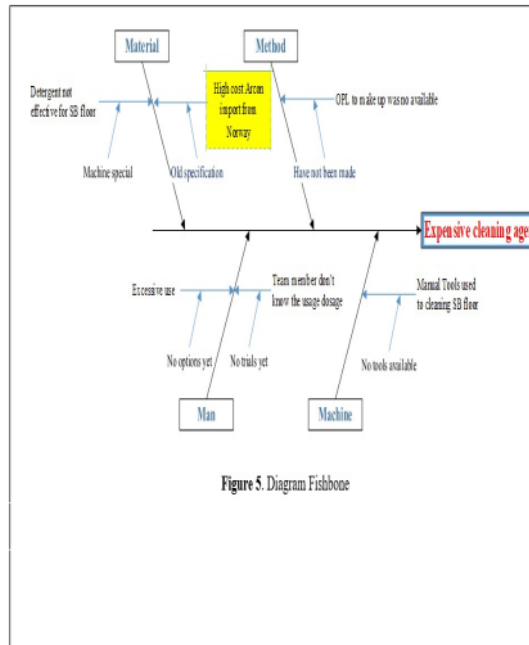 Material
Method
Detergent not
effective for SB floor
High cost Arom
import from
Norway
OPL to make up was no available
Machine special
Old specification
Have not been made
Expensive cleaning agen
Excessive use
Team member don't
know the usage dosage
Manual Tools used
to cleaning SB floor
No options yet
No trials yet
No tools available
Man
Machine
Figure 5. Diagram Fishbone